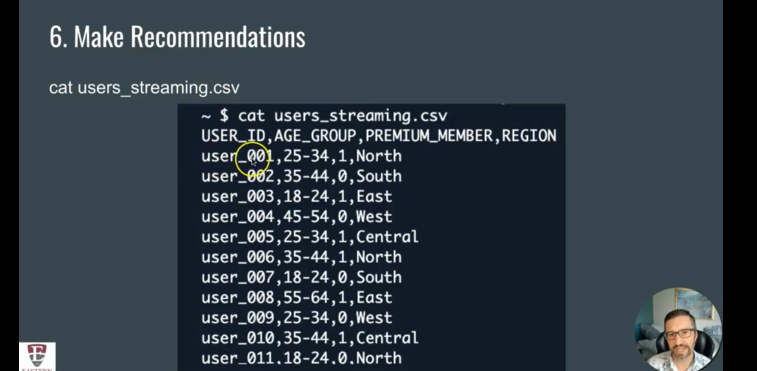 6. Make Recommendations
cat users_streaming.csv
~ $ cat users_streaming.csv
USER_ID,AGE_GROUP,PREMIUM_MEMBER,REGION
user_001,25-34,1,North
user_002,35-44,0,South
user_003,18-24,1,East
user_004,45-54,0,West
user_005,25-34,1,Central
user_006,35-44,1,North
user_007,18-24,0,South
user_008,55-64,1,East
user_009,25-34,0,West
user_010,35-44,1,Central
user_011,18-24,0,North
EASTERN